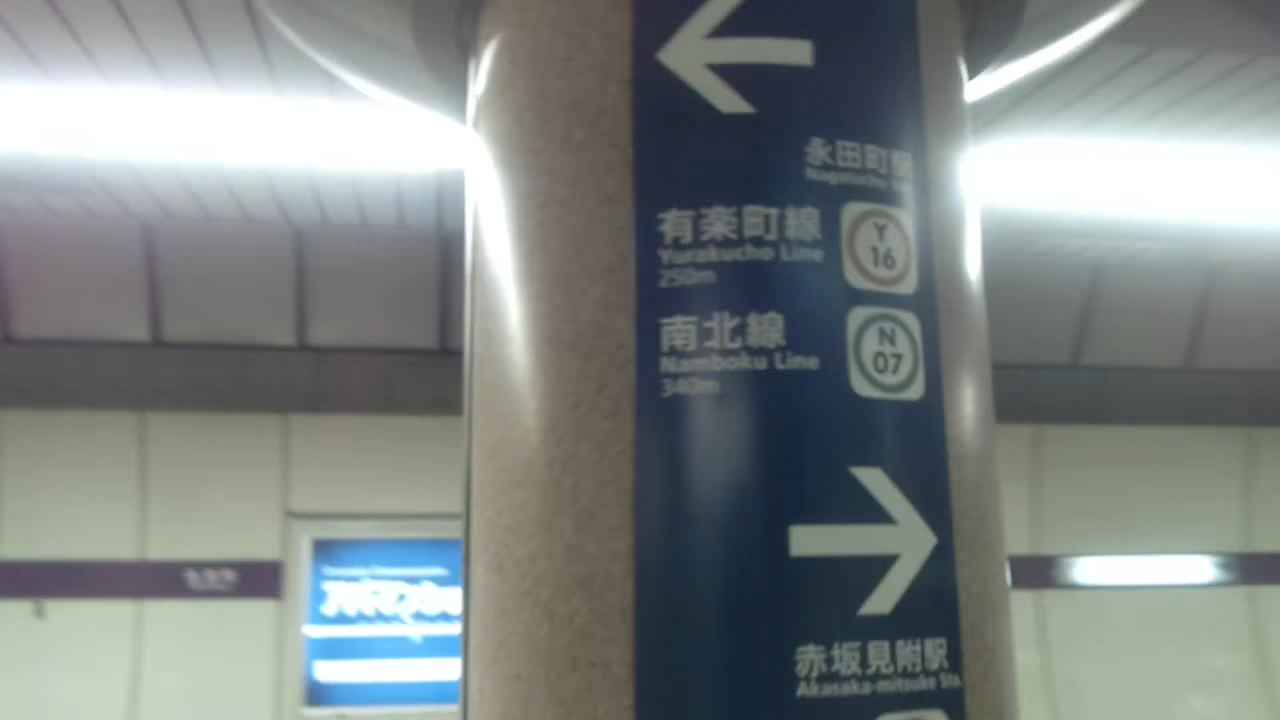 永田町駅
Nagatacho
有楽町線
Yurakucho Line
250m
Y
16
南北線
Namboku Line
340m
N
07
赤坂見附駅
Akasaka-mitsuke Sta.